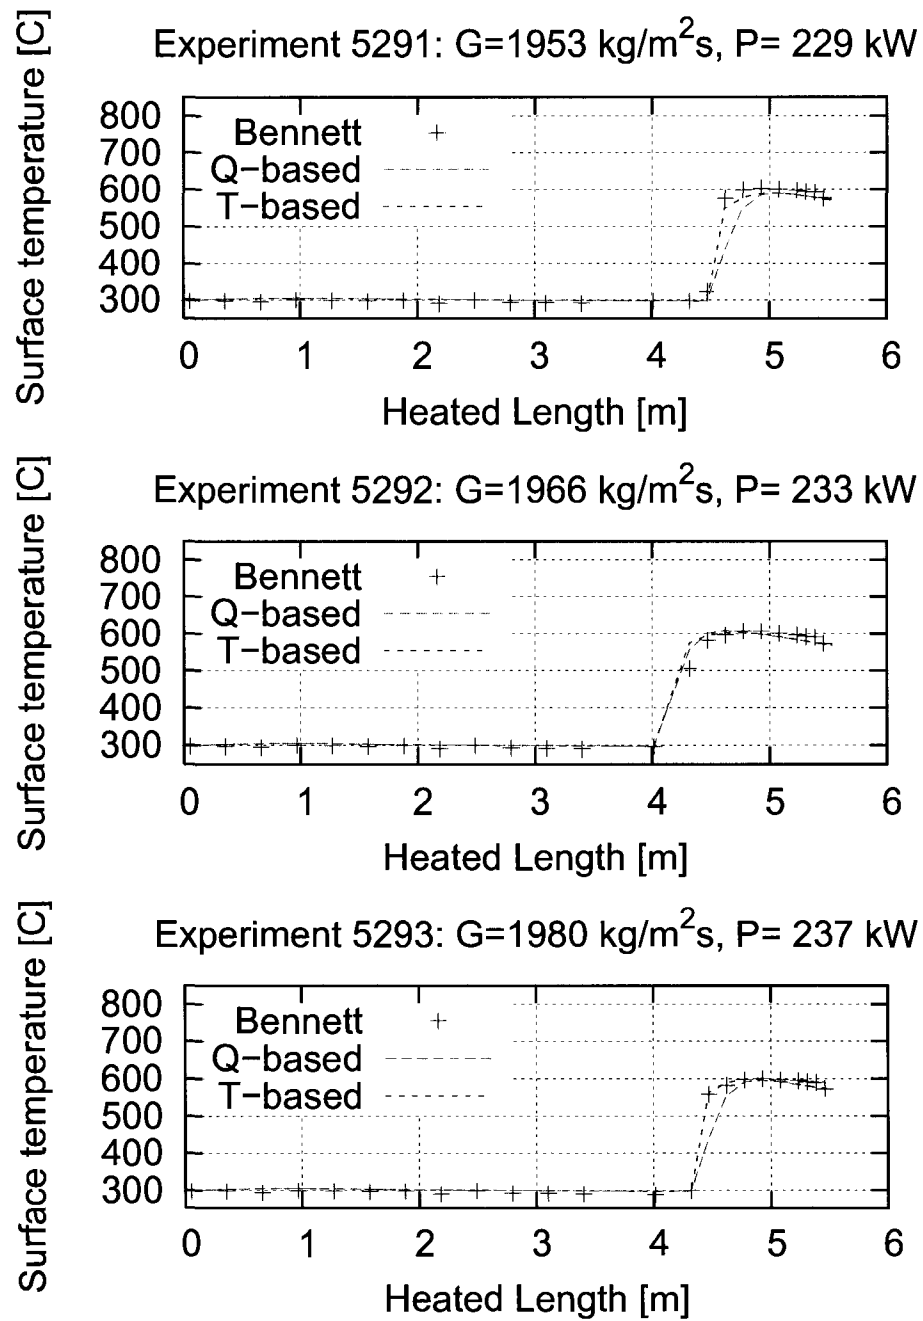 Experiment 5291: G=1953 kg/m²s, P= 229 kW
Surface temperature [C]
800
700
600
500
400
300
Bennett
Q−based
T−based
0 1 2 3 4 5 6
Heated Length [m]
Experiment 5292: G=1966 kg/m²s, P= 233 kW
Surface temperature [C]
800
700
600
500
400
300
Bennett
Q−based
T−based
0 1 2 3 4 5 6
Heated Length [m]
Experiment 5293: G=1980 kg/m²s, P= 237 kW
Surface temperature [C]
800
700
600
500
400
300
Bennett
Q−based
T−based
0 1 2 3 4 5 6
Heated Length [m]